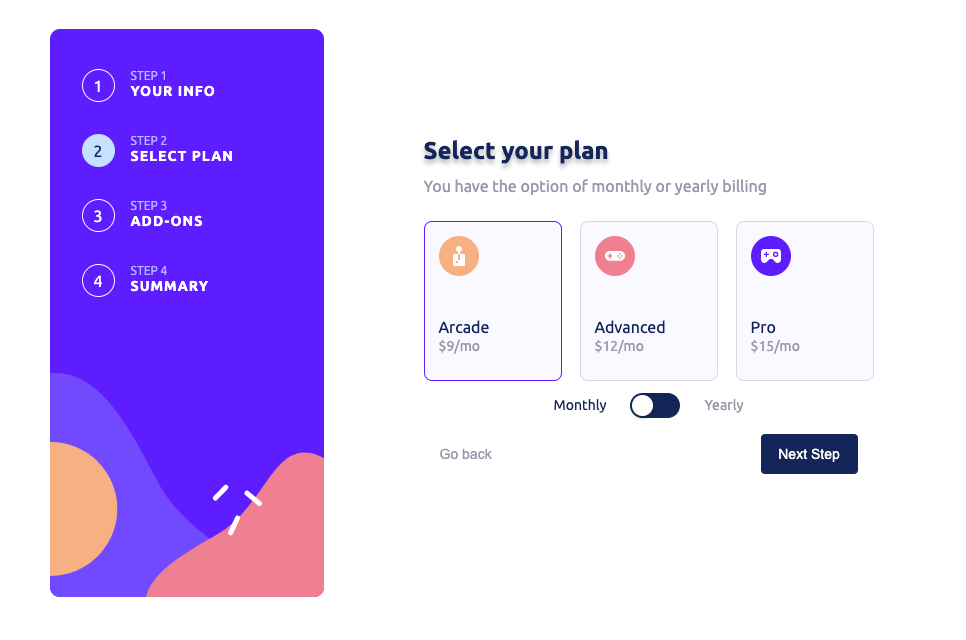 1
STEP 1
YOUR INFO
2
STEP 2
SELECT PLAN
3
STEP 3
ADD-ONS
4
STEP 4
SUMMARY
Select your plan
You have the option of monthly or yearly billing
Arcade
$9/mo
Advanced
$12/mo
Pro
$15/mo
Monthly
Yearly
Go back
Next Step